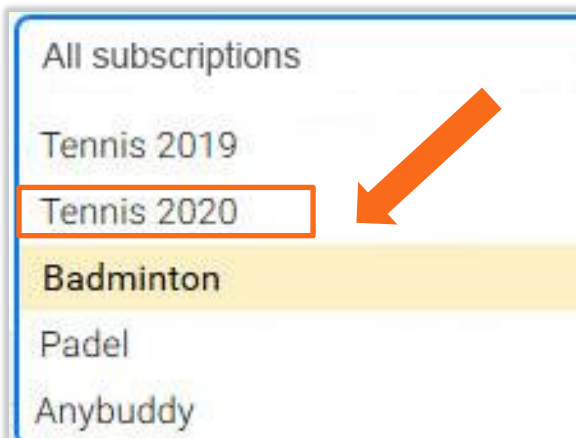 All subscriptions
Tennis 2019
Tennis 2020
Badminton
Padel
Anybuddy